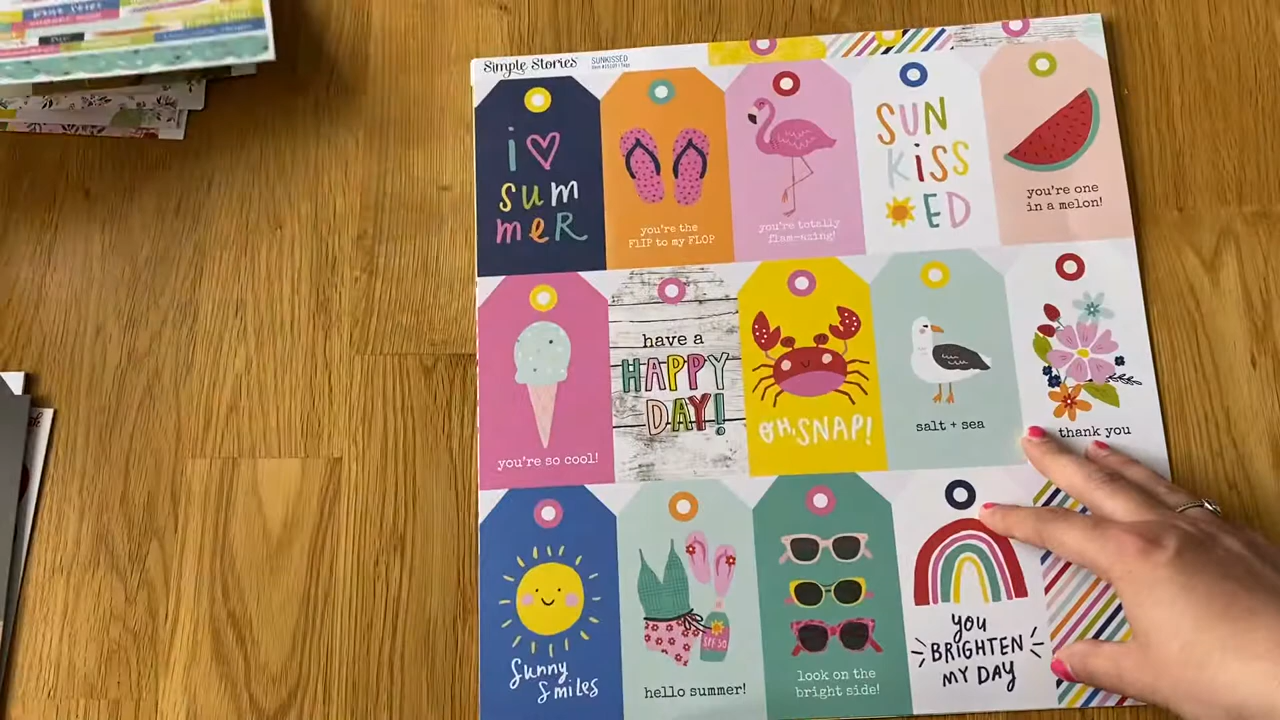 Simple Stories
SUNKISSED
i
sum
mer
you're the
FLIP to my FLOP
you're totally
flam-azing!
SUN
KISS
ED
you're one
in a melon!
you're so cool!
have a
HAPPY
DAY!
OH, SNAP!
salt + sea
thank you
Sunny
Smiles
SPF50
hello summer!
look on the
bright side!
you
BRIGHTEN
MY DAY